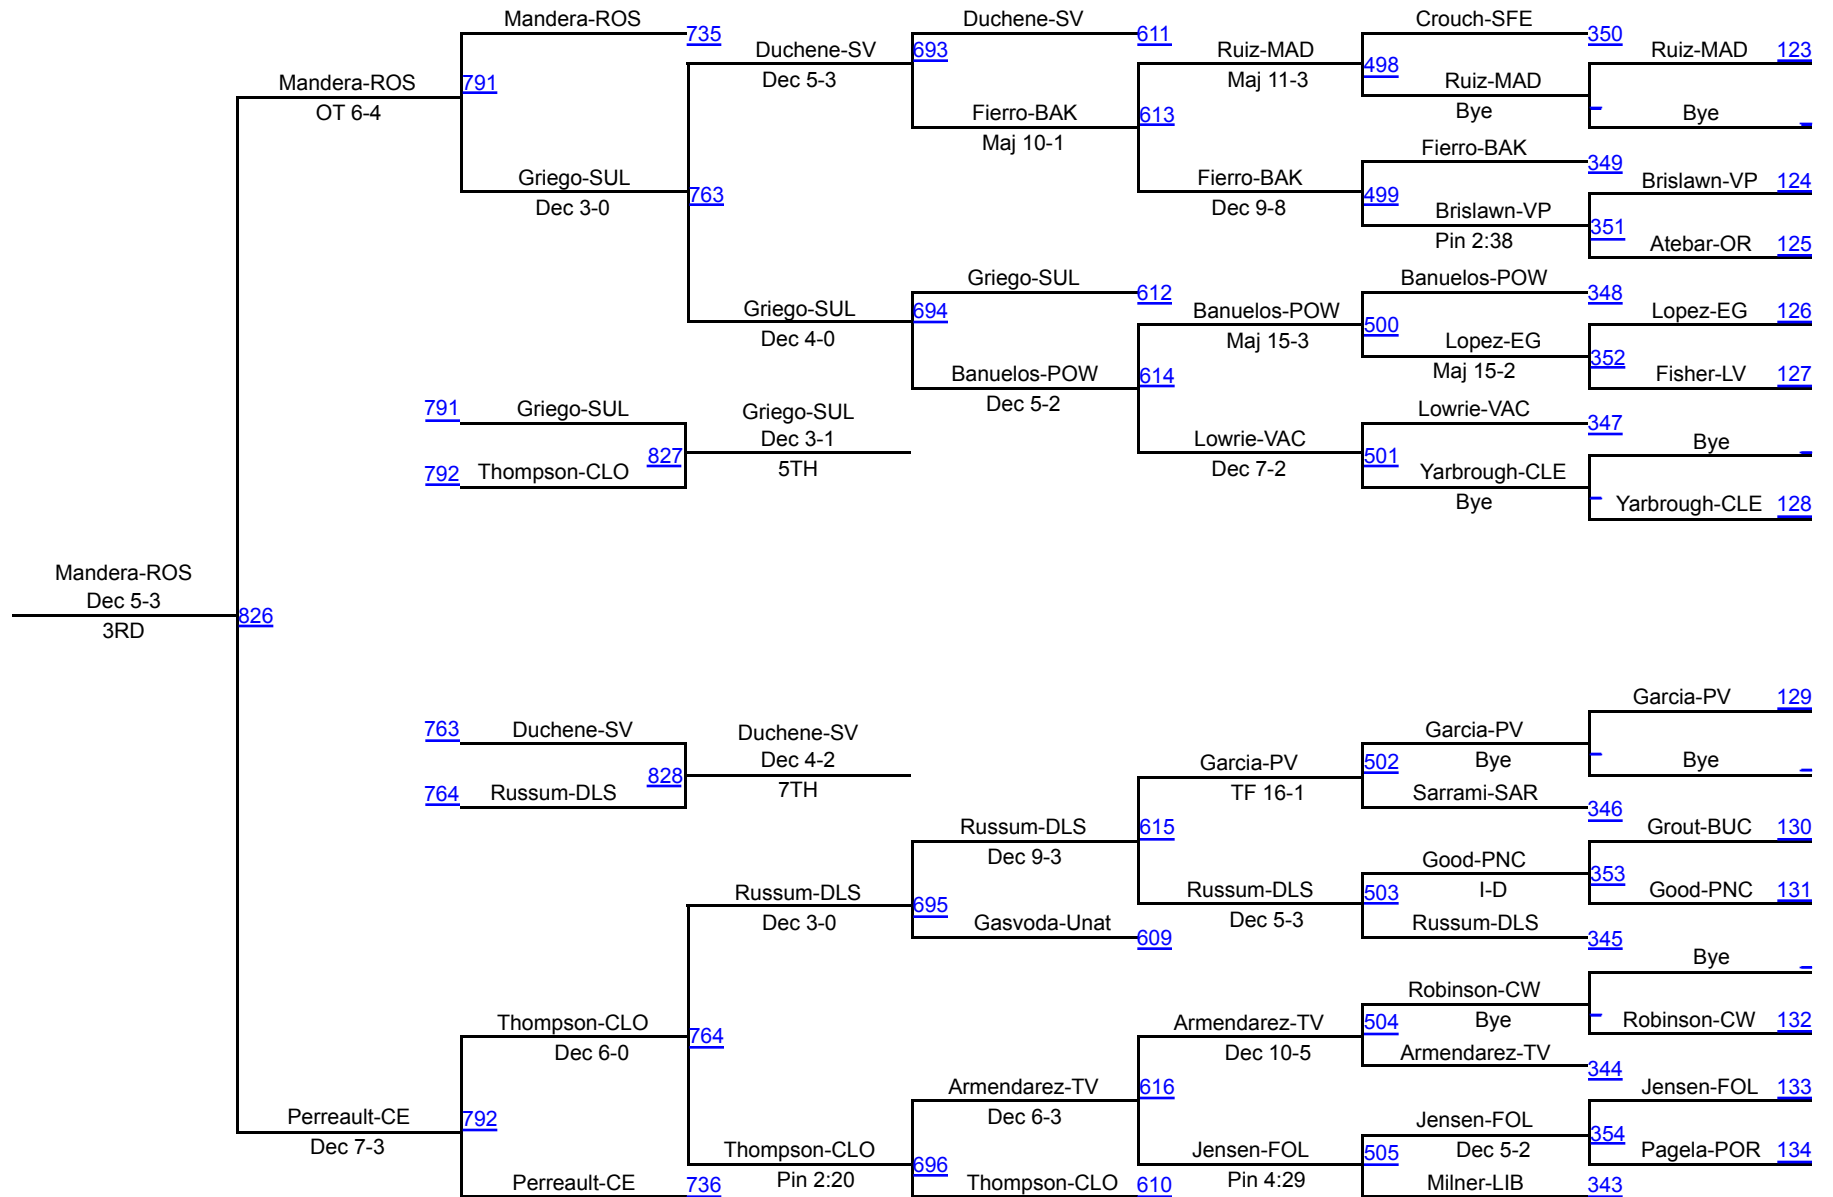 Mandera-ROS
Dec 5-3
3RD
826
Mandera-ROS
OT 6-4
Perreault-CE
Dec 7-3
Mandera-ROS
735
791
Griego-SUL
Dec 3-0
791
Griego-SUL
792
Thompson-CLO
827
Griego-SUL
Dec 3-1
5TH
763
Duchene-SV
764
Russum-DLS
828
Duchene-SV
Dec 4-2
7TH
Thompson-CLO
Dec 6-0
792
Perreault-CE
736
Duchene-SV
Dec 5-3
763
Griego-SUL
Dec 4-0
Russum-DLS
Dec 3-0
764
Thompson-CLO
Pin 2:20
Duchene-SV
611
693
Fierro-BAK
Maj 10-1
Griego-SUL
612
694
Banuelos-POW
Dec 5-2
Russum-DLS
Dec 9-3
695
Gasvoda-Unat
609
Armendarez-TV
Dec 6-3
696
Thompson-CLO
610
Ruiz-MAD
Maj 11-3
613
Fierro-BAK
Dec 9-8
Banuelos-POW
Maj 15-3
614
Lowrie-VAC
Dec 7-2
Garcia-PV
TF 16-1
615
Russum-DLS
Dec 5-3
Armendarez-TV
Dec 10-5
616
Jensen-FOL
Pin 4:29
Crouch-SFE
350
498
Ruiz-MAD
Bye
Fierro-BAK
349
499
Brislawn-VP
Pin 2:38
Banuelos-POW
348
500
Lopez-EG
Maj 15-2
Lowrie-VAC
347
501
Yarbrough-CLE
Bye
Garcia-PV
502
Bye
Sarrami-SAR
346
Good-PNC
503
I-D
Russum-DLS
345
Robinson-CW
504
Bye
Armendarez-TV
344
Jensen-FOL
505
Dec 5-2
Milner-LIB
343
Ruiz-MAD
123
Bye
Brislawn-VP
124
351
Atebar-OR
125
Lopez-EG
126
352
Fisher-LV
127
Bye
Yarbrough-CLE
128
Garcia-PV
129
Bye
Grout-BUC
130
353
Good-PNC
131
Bye
Robinson-CW
132
Jensen-FOL
133
354
Pagela-POR
134